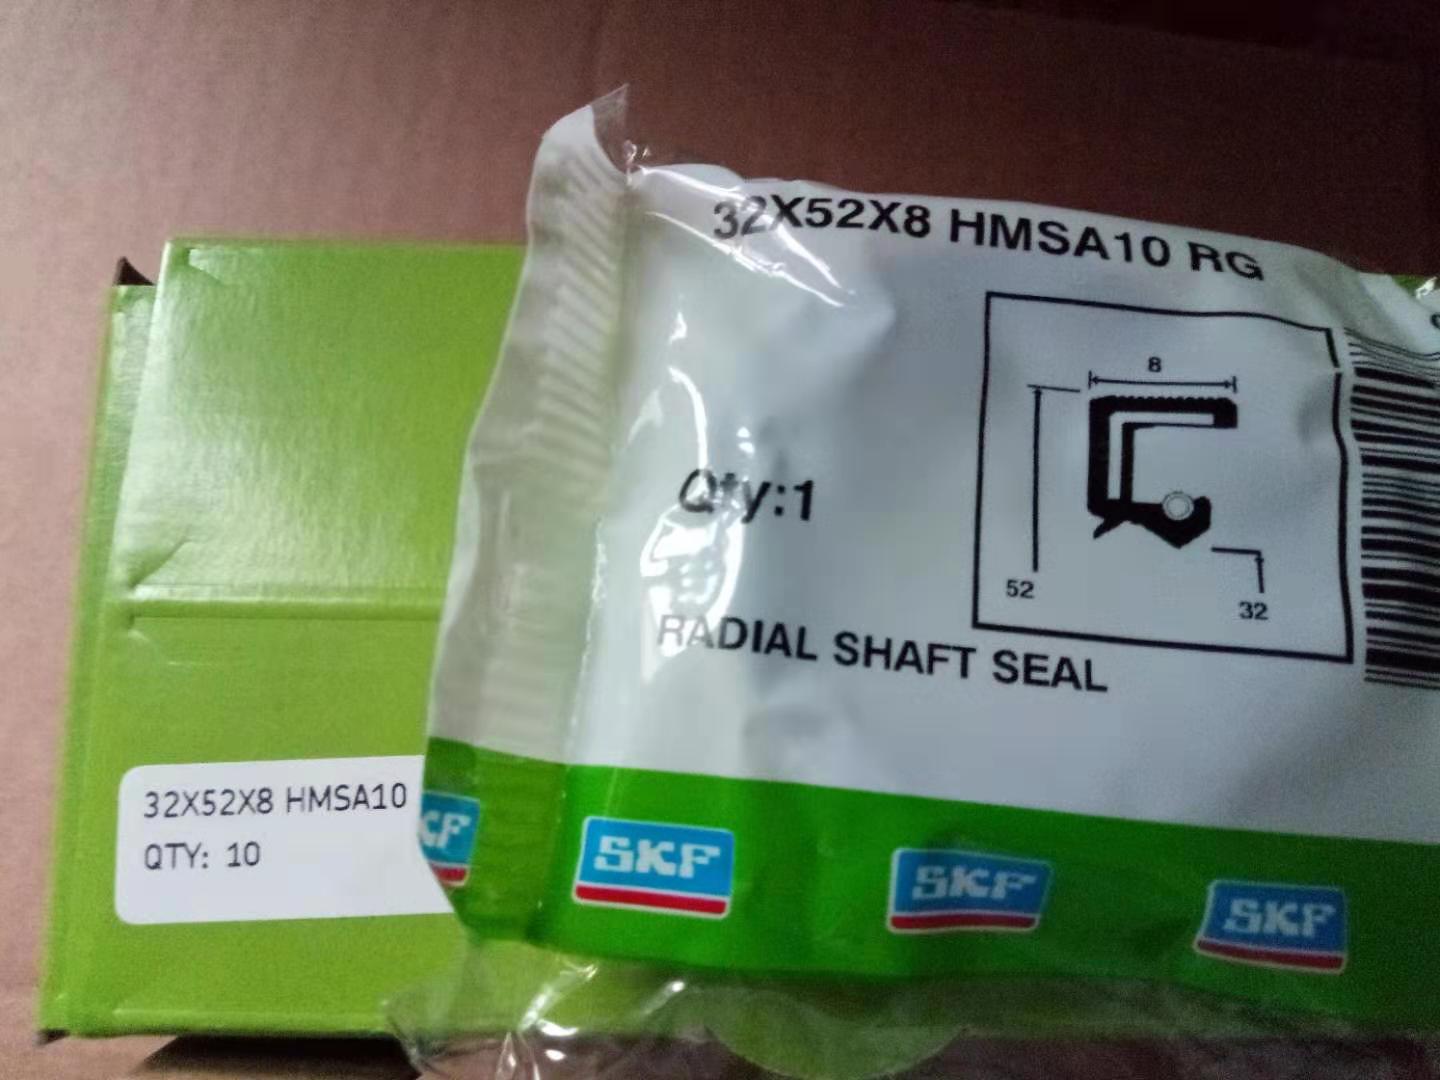 32X52X8 HMSA10 RG
8
52
32
Qty:1
RADIAL SHAFT SEAL
32X52X8 HMSA10
QTY: 10
SKF
SKF
SKF